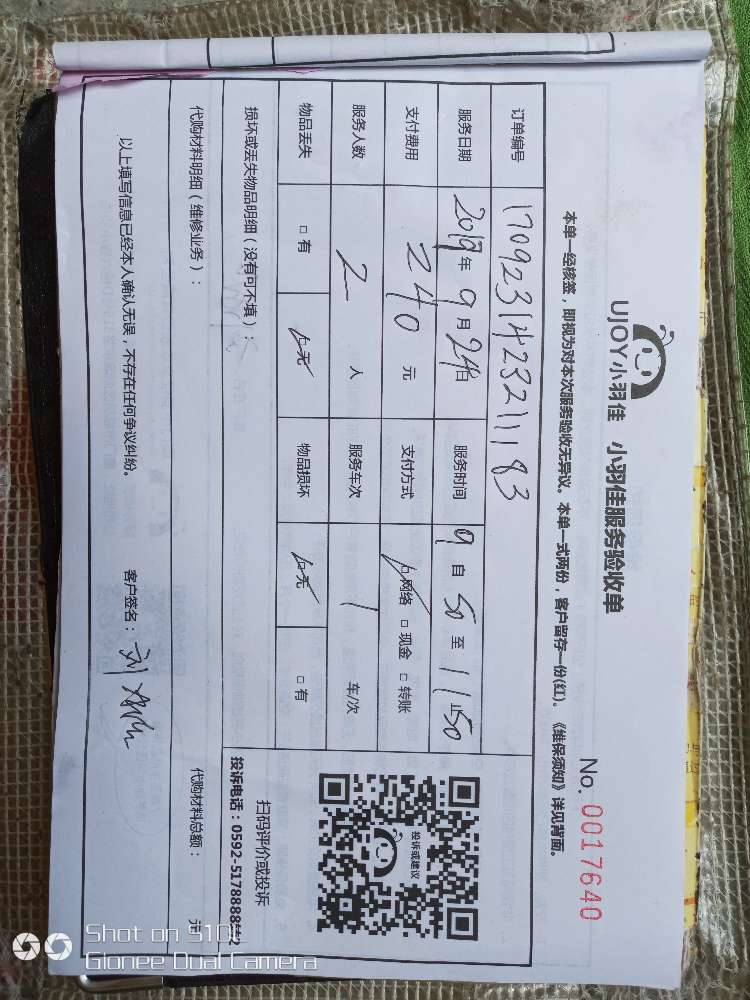 UJOY小羽佳 小羽佳服务验收单
No. 0017640
本单一经核签，即视为对本次服务验收无异议。本单一式两份，客户留存一份(红)。《维保须知》详见背面。
订单编号 1709231423211183
服务日期 2019年 9月 24日 服务时间 9 自 50 至 11 止 50
支付费用 240 元 支付方式 □网络 □现金 □转账
服务人数 2 人 服务车次 1 车/次
物品丢失 □有 □无 物品损坏 □无 □有
投诉或建议
扫码评价或投诉
投诉电话：0592-5178888转2
损坏或丢失物品明细（没有可不填）：
代购材料明细（维修业务）： 代购材料总额： 元
以上填写信息已经本人确认无误，不存在任何争议纠纷。 客户签名：刘
Shot on S10
Gionee Dual Camera